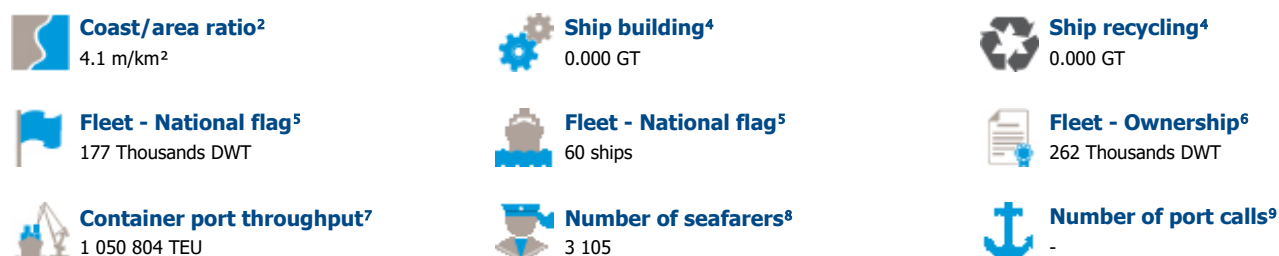 Coast/area ratio²
4.1 m/km²
Ship building⁴
0.000 GT
Ship recycling⁴
0.000 GT
Fleet - National flag⁵
177 Thousands DWT
Fleet - National flag⁵
60 ships
Fleet - Ownership⁶
262 Thousands DWT
Container port throughput⁷
1 050 804 TEU
Number of seafarers⁸
3 105
Number of port calls⁹
-